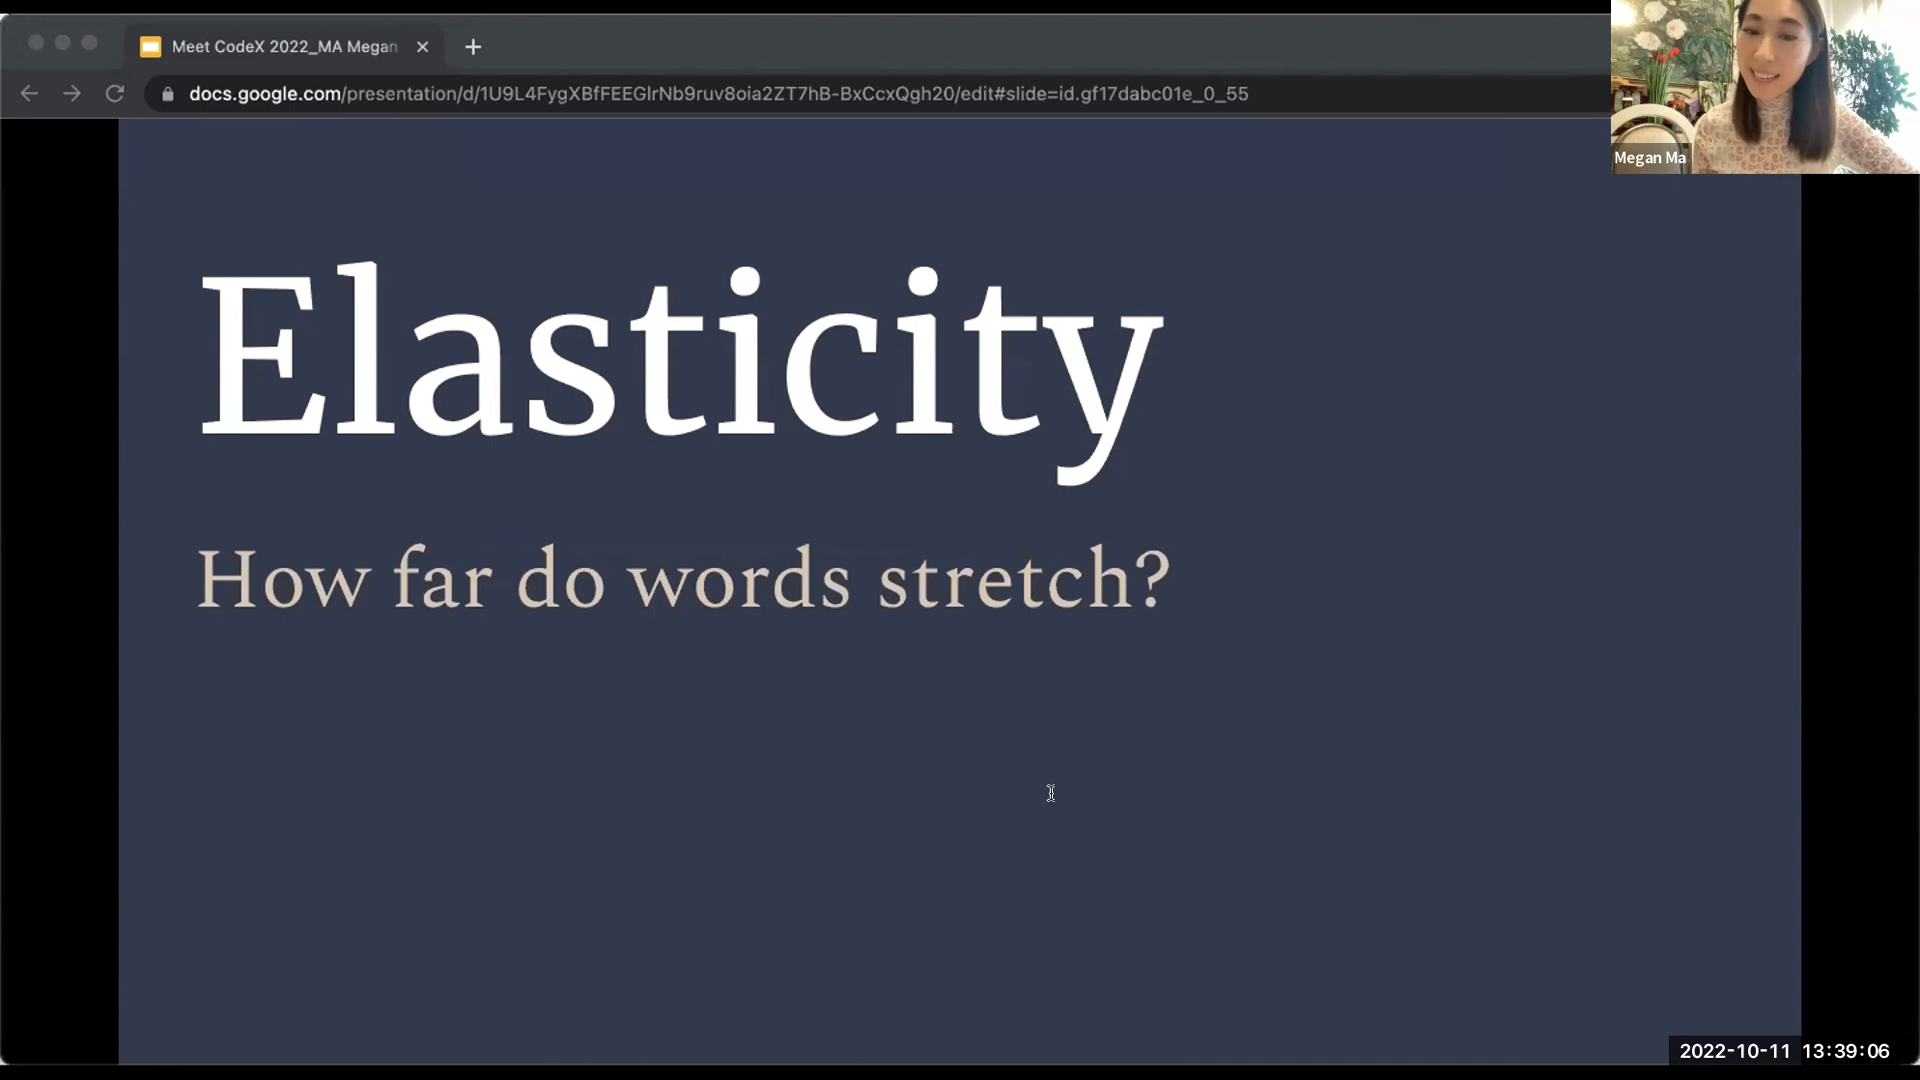 Meet CodeX 2022_MA Megan
docs.google.com/presentation/d/1U9L4FygXBfFEEGlrNb9ruv8oia2ZT7hB-BxCcxQgh20/edit#slide=id.gf17dabc01e_0_55
Megan Ma
Elasticity
How far do words stretch?
2022-10-11 13:39:06